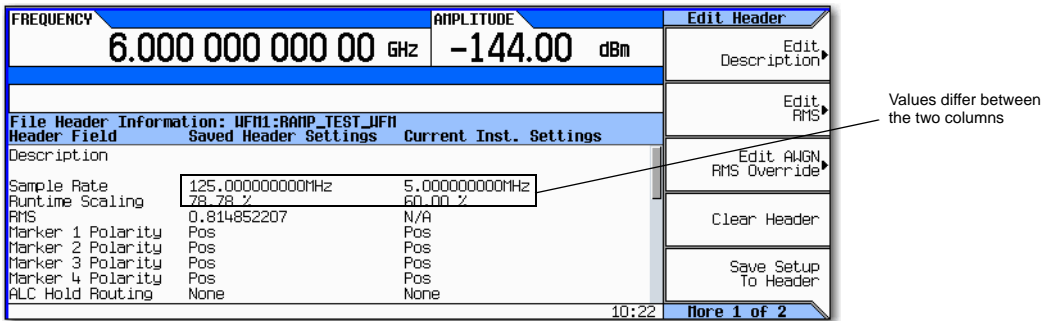 FREQUENCY
6.000 000 000 00 GHz
AMPLITUDE
-144.00 dBm
File Header Information: WFM1:RAMP_TEST_WFM
Header Field Saved Header Settings Current Inst. Settings
Description
Sample Rate 125.000000000MHz 5.000000000MHz
Runtime Scaling 78.78 % 60.00 %
RMS 0.814852207 N/A
Marker 1 Polarity Pos Pos
Marker 2 Polarity Pos Pos
Marker 3 Polarity Pos Pos
Marker 4 Polarity Pos Pos
ALC Hold Routing None None
10:22
Edit Header
Edit
Description
Edit
RMS
Edit AWGN
RMS Override
Clear Header
Save Setup
To Header
More 1 of 2
Values differ between
the two columns